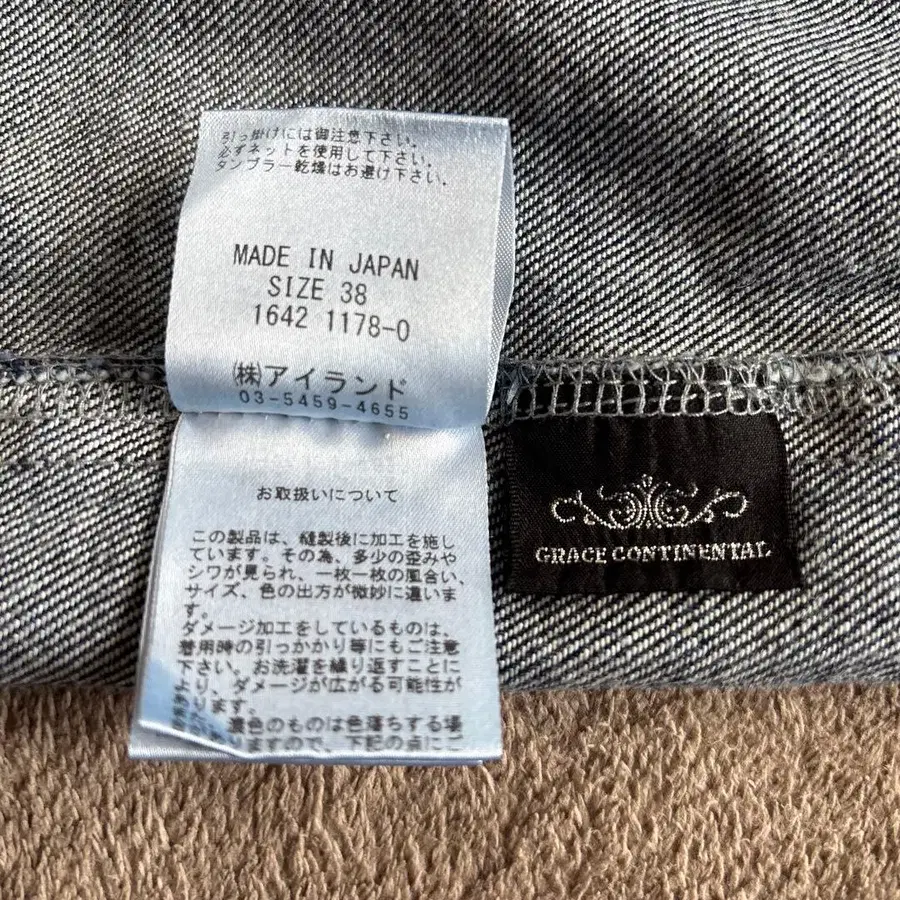 引っ掛けには御注意下さい。
必ずネットを使用して下さい。
タンブラー乾燥はお避け下さい。
MADE IN JAPAN
SIZE 38
1642 1178-0
㈱アイランド
03-5459-4655
お取扱いについて
この製品は、縫製後に加工を施し
ています。その為、多少の歪みや
シワが見られ、一枚一枚の風合い、
サイズ、色の出方が微妙に違いま
す。
ダメージ加工をしているものは、
着用時の引っかかり等にもご注意
下さい。お洗濯を繰り返すことに
より、ダメージが広がる可能性が
ります。
濃色のものは色落ちする場
ますので、下記の点にご
GRACE CONTINENTAL